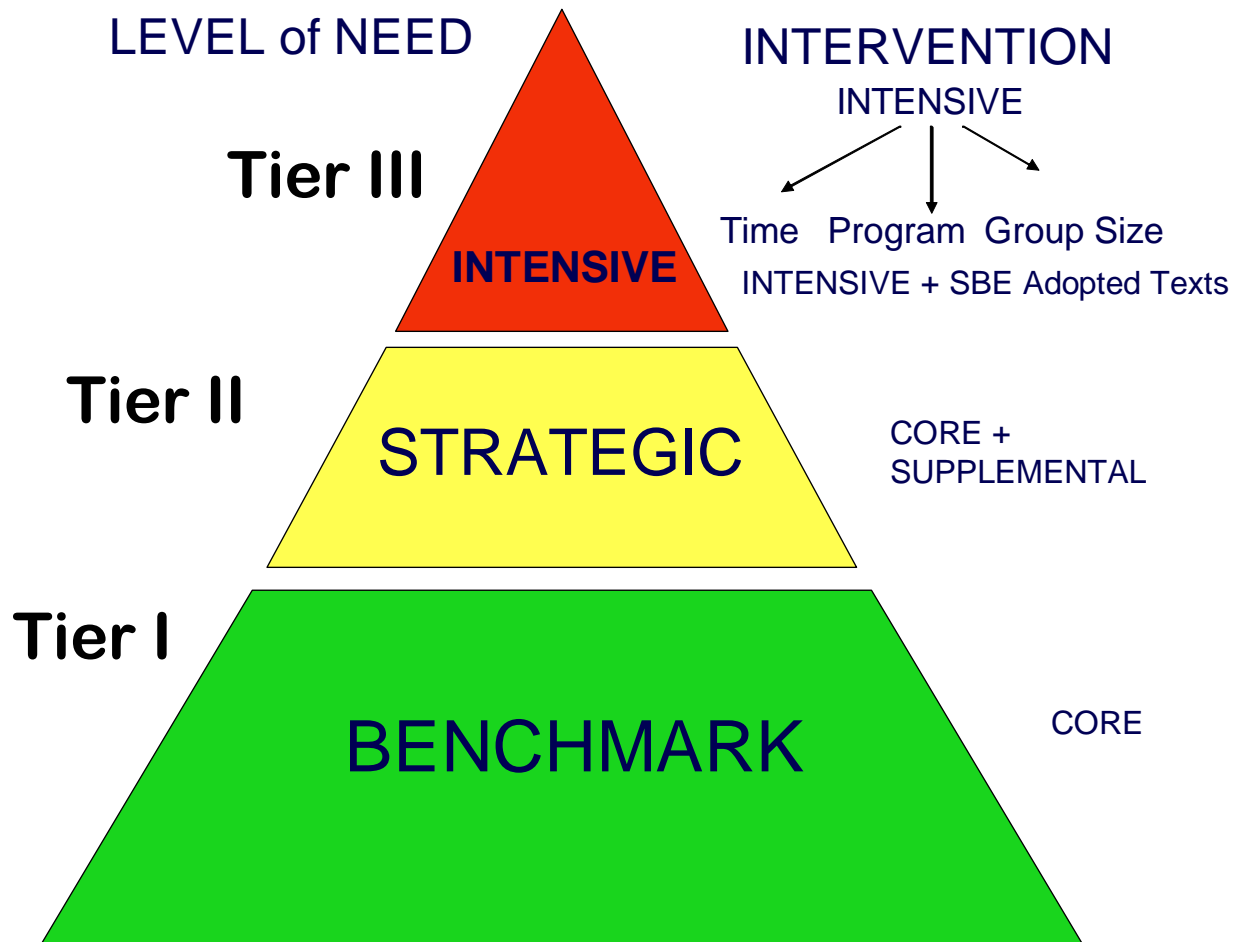 LEVEL of NEED
INTERVENTION
INTENSIVE
Tier III
Time Program Group Size
INTENSIVE
INTENSIVE + SBE Adopted Texts
Tier II
STRATEGIC
CORE +
SUPPLEMENTAL
Tier I
BENCHMARK
CORE